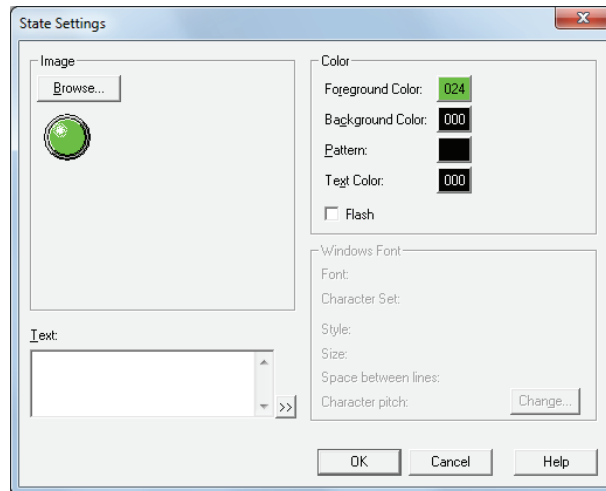 State Settings
Image
Browse...
Text:
>>
Color
Foreground Color: 024
Background Color: 000
Pattern:
Text Color: 000
Flash
Windows Font
Font:
Character Set:
Style:
Size:
Space between lines:
Character pitch:
Change...
OK
Cancel
Help